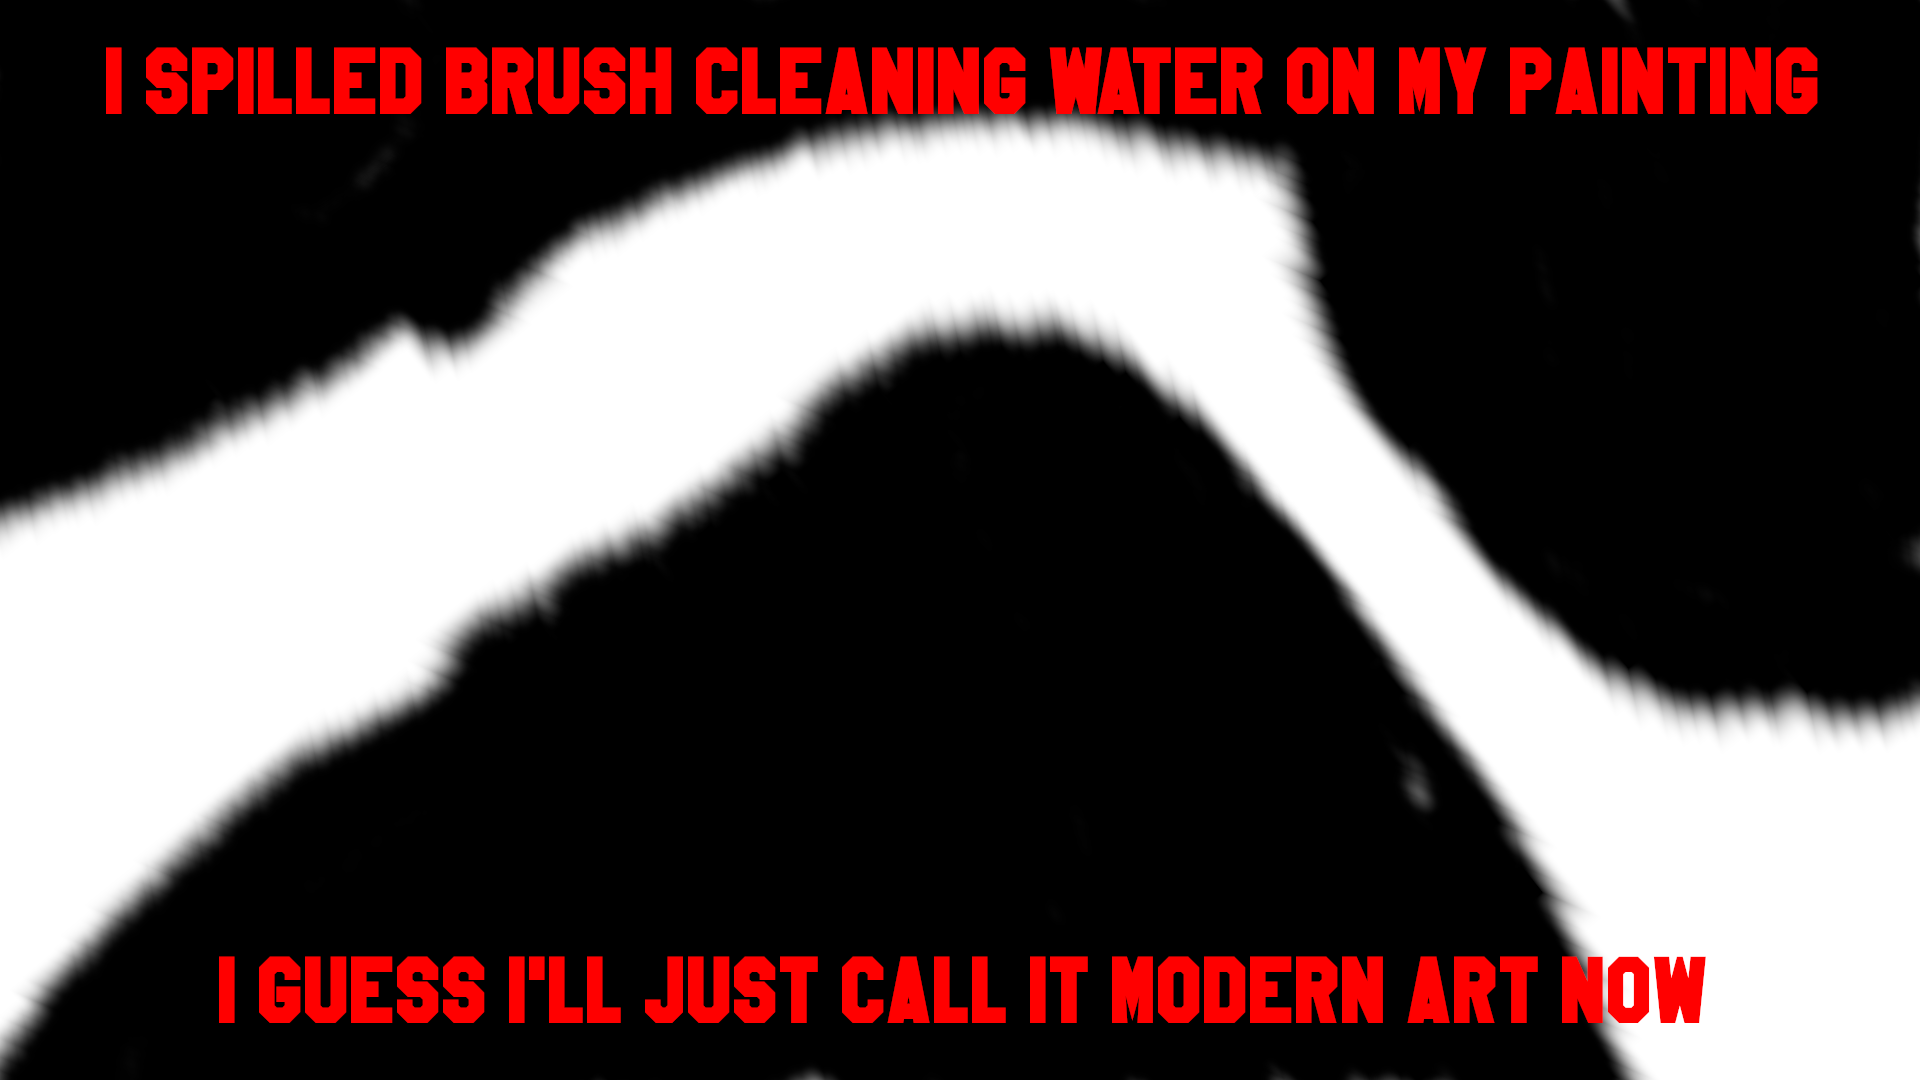 I SPILLED BRUSH CLEANING WATER ON MY PAINTING
I GUESS I'LL JUST CALL IT MODERN ART NOW